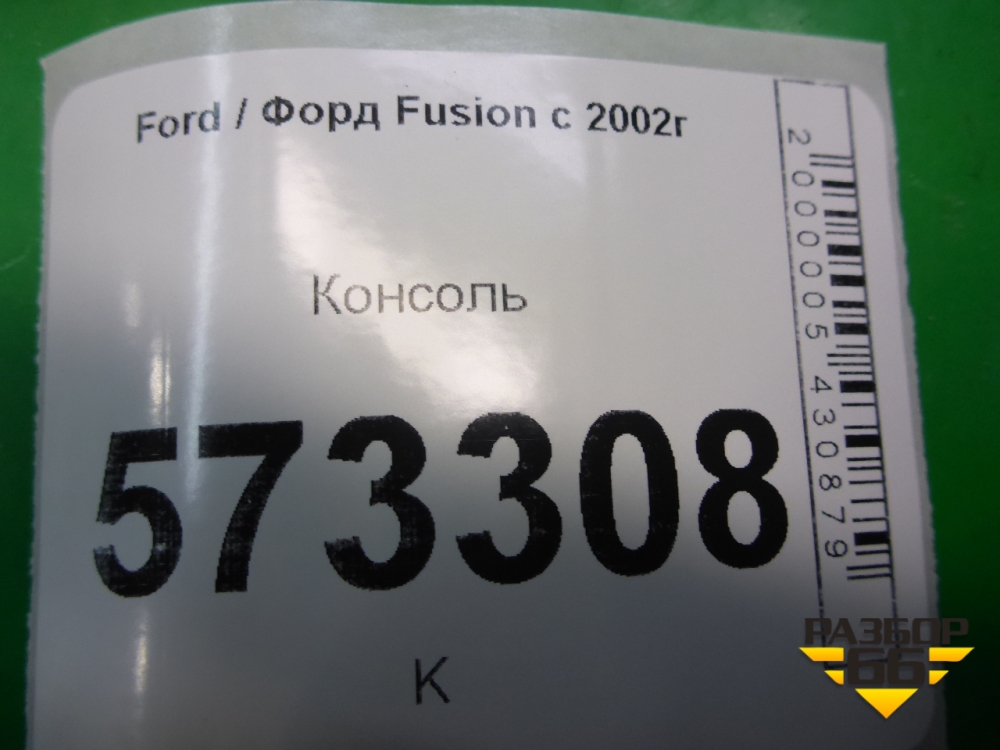 Ford / Форд Fusion с 2002г
Консоль
573308
К
2000005430879
РАЗБОР
66